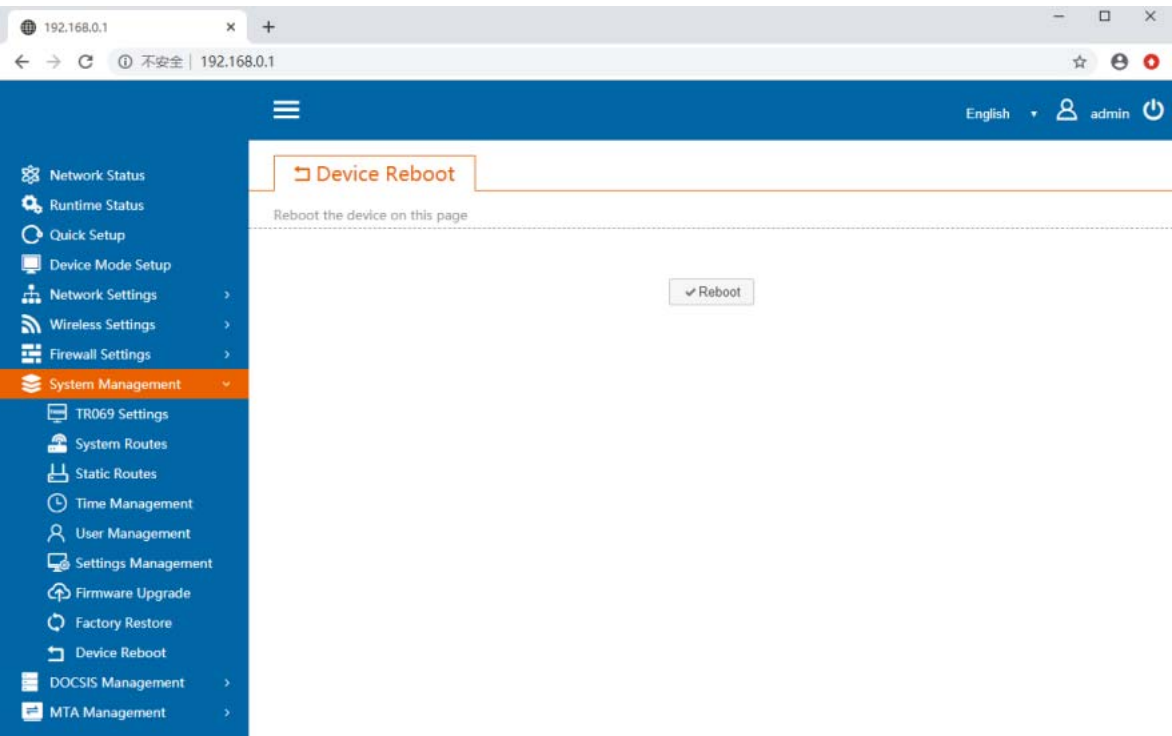 192.168.0.1
不安全 | 192.168.0.1
English admin
Network Status
Runtime Status
Quick Setup
Device Mode Setup
Network Settings
Wireless Settings
Firewall Settings
System Management
TR069 Settings
System Routes
Static Routes
Time Management
User Management
Settings Management
Firmware Upgrade
Factory Restore
Device Reboot
DOCSIS Management
MTA Management
Device Reboot
Reboot the device on this page
Reboot